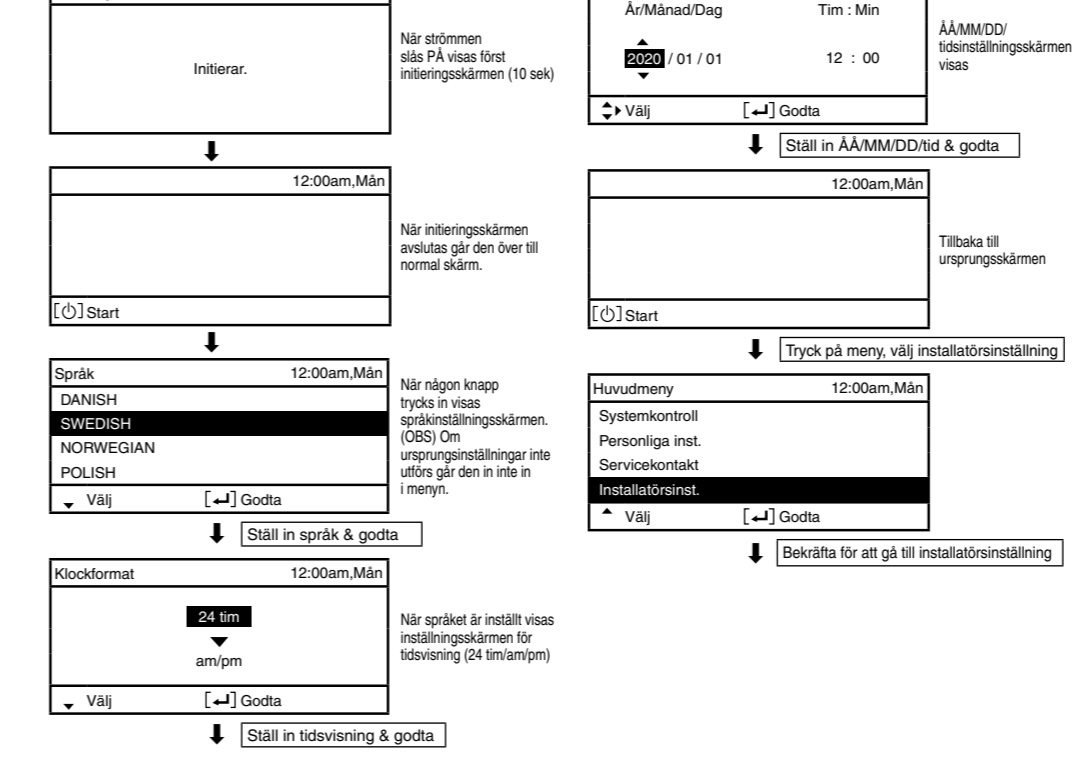 Initierar.
När strömmen
slås PÅ visas först
initieringsskärmen (10 sek)
12:00am,Mån
[⏻] Start
När initieringsskärmen
avslutas går den över till
normal skärm.
Språk 12:00am,Mån
DANISH
SWEDISH
NORWEGIAN
POLISH
Välj [↵] Godta
När någon knapp
trycks in visas
språkinställningsskärmen.
(OBS) Om
ursprungsinställningar inte
utförs går den in inte in
i menyn.
Ställ in språk & godta
Klockformat 12:00am,Mån
24 tim
am/pm
Välj [↵] Godta
När språket är inställt visas
inställningsskärmen för
tidsvisning (24 tim/am/pm)
Ställ in tidsvisning & godta
År/Månad/Dag Tim : Min
2020 / 01 / 01 12 : 00
Välj [↵] Godta
ÅÅ/MM/DD/
tidsinställningsskärmen
visas
Ställ in ÅÅ/MM/DD/tid & godta
12:00am,Mån
[⏻] Start
Tillbaka till
ursprungsskärmen
Tryck på meny, välj installatörsinställning
Huvudmeny 12:00am,Mån
Systemkontroll
Personliga inst.
Servicekontakt
Installatörsinst.
Välj [↵] Godta
Bekräfta för att gå till installatörsinställning